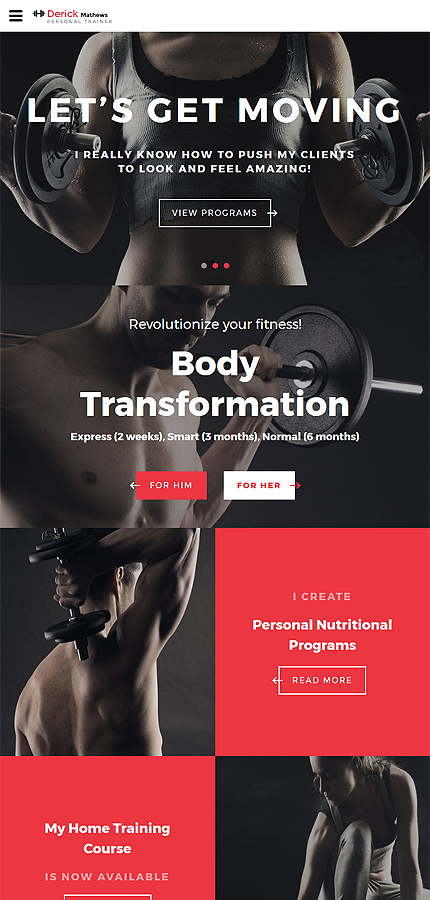 Derick Mathews
PERSONAL TRAINER
LET’S GET MOVING
I REALLY KNOW HOW TO PUSH MY CLIENTS
TO LOOK AND FEEL AMAZING!
VIEW PROGRAMS
Revolutionize your fitness!
Body
Transformation
Express (2 weeks), Smart (3 months), Normal (6 months)
FOR HIM
FOR HER
I CREATE
Personal Nutritional
Programs
READ MORE
My Home Training
Course
IS NOW AVAILABLE